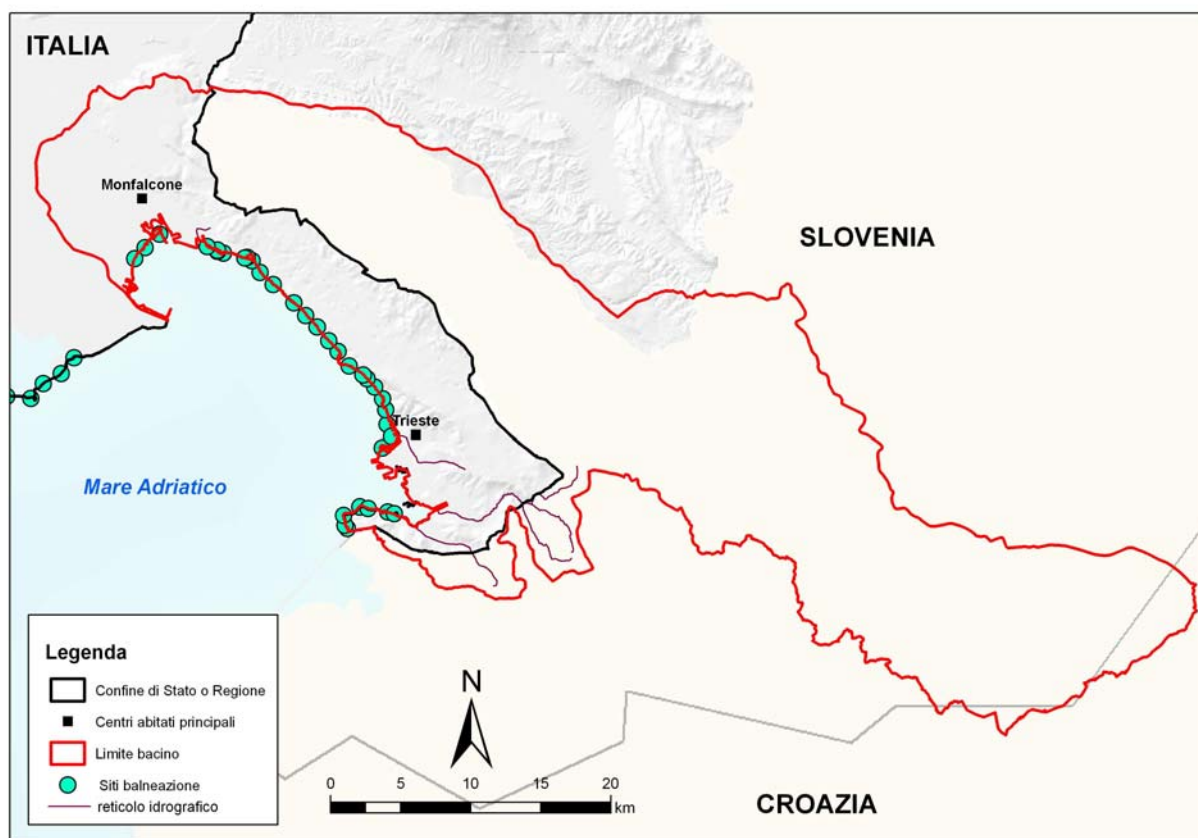 ITALIA
Monfalcone
SLOVENIA
Trieste
Mare Adriatico
Legenda
Confine di Stato o Regione
Centri abitati principali
Limite bacino
Siti balneazione
reticolo idrografico
N
0 5 10 15 20
km
CROAZIA